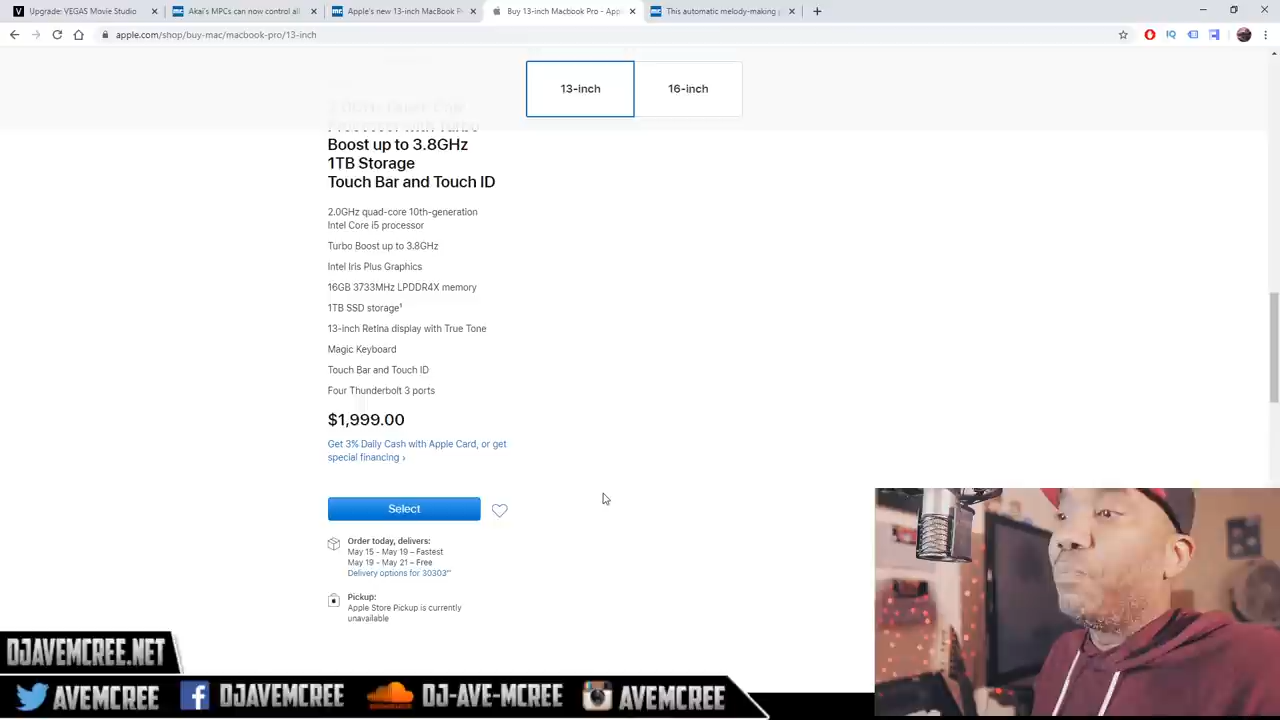 Upgrade: VEGAS Movie Studio
Akai's MPCs can now control all
Apple's new 13-inch MacBook P
Buy 13-inch Macbook Pro - App
This automatic melody-making
apple.com/shop/buy-mac/macbook-pro/13-inch
13-inch
16-inch
Processor with Turbo
Boost up to 3.8GHz
1TB Storage
Touch Bar and Touch ID
2.0GHz quad-core 10th-generation
Intel Core i5 processor
Turbo Boost up to 3.8GHz
Intel Iris Plus Graphics
16GB 3733MHz LPDDR4X memory
1TB SSD storage¹
13-inch Retina display with True Tone
Magic Keyboard
Touch Bar and Touch ID
Four Thunderbolt 3 ports
$1,999.00
Get 3% Daily Cash with Apple Card, or get
special financing ›
Select
Order today, delivers:
May 15 - May 19 – Fastest
May 19 - May 21 – Free
Delivery options for 30303**
Pickup:
Apple Store Pickup is currently
unavailable
DJAVEMCREE.NET
AVEMCREE
DJAVEMCREE
DJ-AVE-MCREE
AVEMCREE